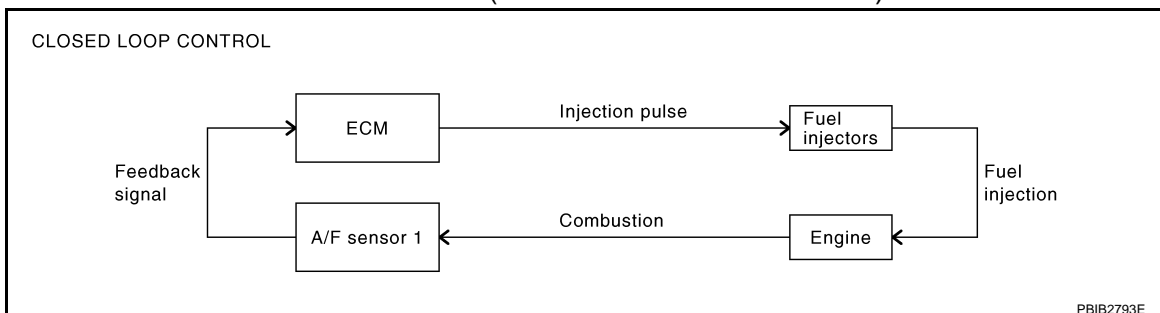 CLOSED LOOP CONTROL
ECM
Injection pulse
Fuel
injectors
Feedback
signal
Fuel
injection
A/F sensor 1
Combustion
Engine
PBIB2793E